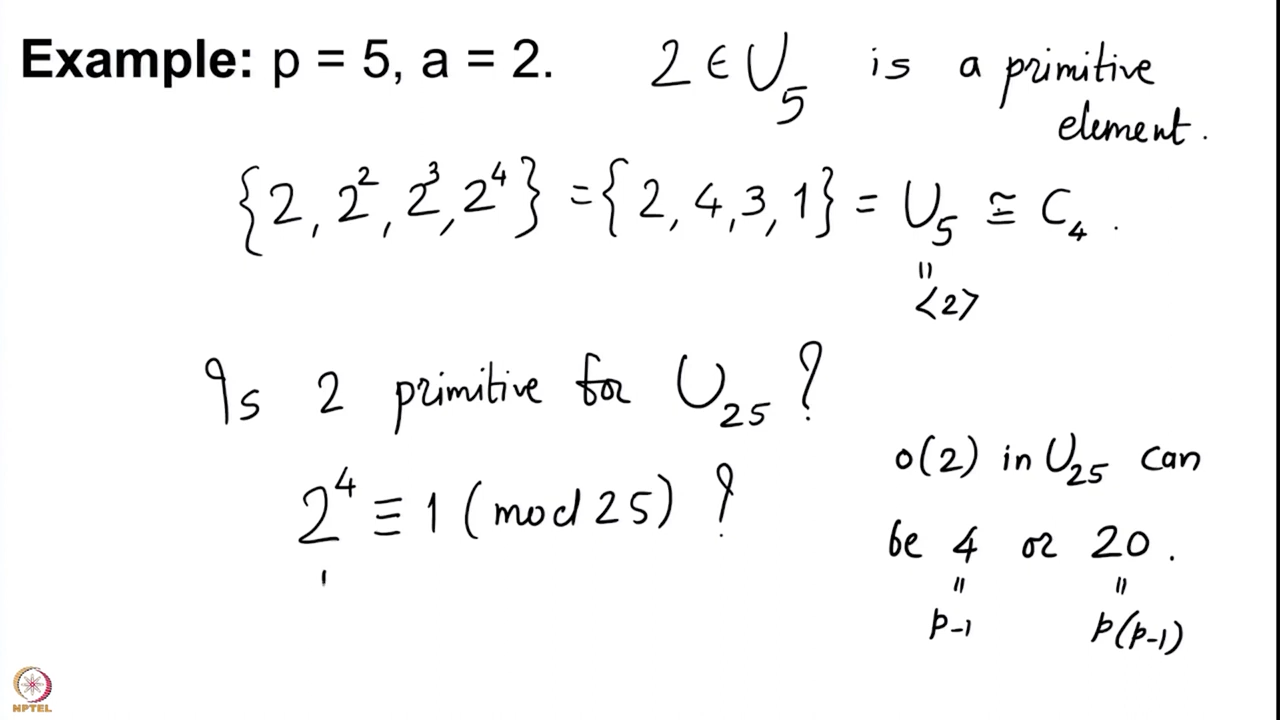 Example: p = 5, a = 2. 2 ∈ U₅ is a primitive
element.
{2, 2², 2³, 2⁴} = {2, 4, 3, 1} = U₅ ≅ C₄.
=
<2>
Is 2 primitive for U₂₅ ?
o(2) in U₂₅ can
2⁴ ≡ 1 (mod 25) ?
be 4 or 20.
= =
p-1 p(p-1)
NPTEL